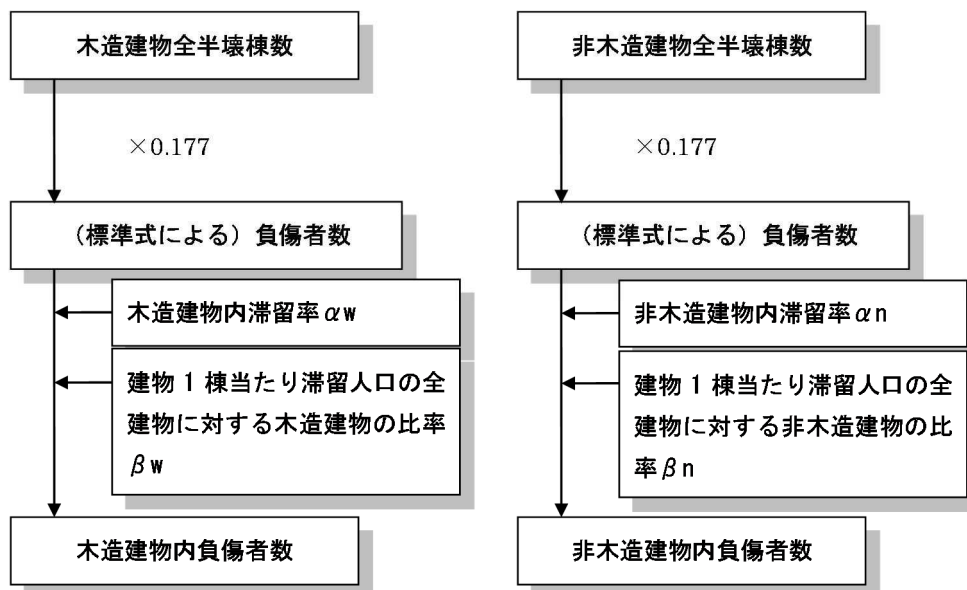 木造建物全半壊棟数
×0.177
(標準式による) 負傷者数
木造建物内滞留率αw
建物1棟当たり滞留人口の全
建物に対する木造建物の比率
βw
木造建物内負傷者数
非木造建物全半壊棟数
×0.177
(標準式による) 負傷者数
非木造建物内滞留率αn
建物1棟当たり滞留人口の全
建物に対する非木造建物の比
率βn
非木造建物内負傷者数